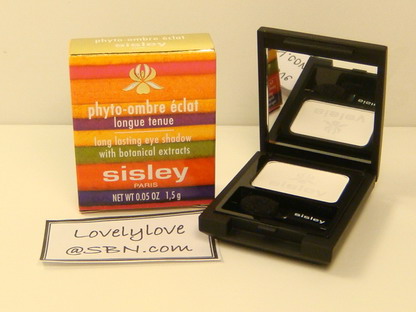 phyto-ombre éclat
sisley
phyto-ombre éclat
longue tenue
long lasting eye shadow
with botanical extracts
sisley
PARIS
NET WT 0.05 OZ 1,5 g
Lovelylove
@SBN.com
sisley
sisley